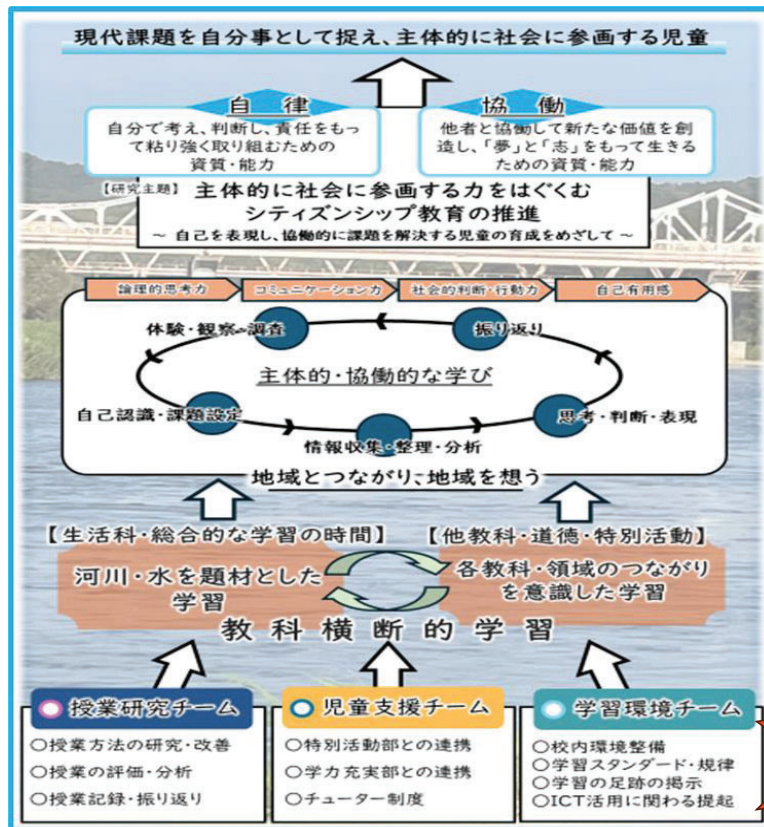 現代課題を自分事として捉え、主体的に社会に参画する児童
自律
自分で考え、判断し、責任をもって
粘り強く取り組むための
資質・能力
協働
他者と協働して新たな価値を創
造し、「夢」と「志」をもって生きる
ための資質・能力
【研究主題】
主体的に社会に参画する力をはぐくむ
シティズンシップ教育の推進
～ 自己を表現し、協働的に課題を解決する児童の育成をめざして ～
論理的思考力
コミュニケーション力
社会的判断・行動力
自己有用感
体験・観察・調査
振り返り
主体的・協働的な学び
自己認識・課題設定
思考・判断・表現
情報収集・整理・分析
地域とつながり、地域を想う
【生活科・総合的な学習の時間】
【他教科・道徳・特別活動】
河川・水を題材とした
学習
各教科・領域のつながり
を意識した学習
教科横断的学習
授業研究チーム
○授業方法の研究・改善
○授業の評価・分析
○授業記録・振り返り
児童支援チーム
○特別活動部との連携
○学力充実部との連携
○チューター制度
学習環境チーム
○校内環境整備
○学習スタンダード・規律
○学習の足跡の掲示
○ICT活用に関わる提起